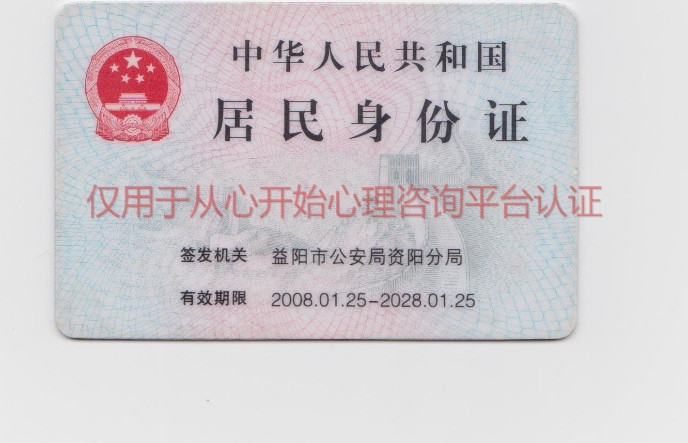 中华人民共和国
居民身份证
仅用于从心开始心理咨询平台认证
签发机关 益阳市公安局资阳分局
有效期限 2008.01.25-2028.01.25